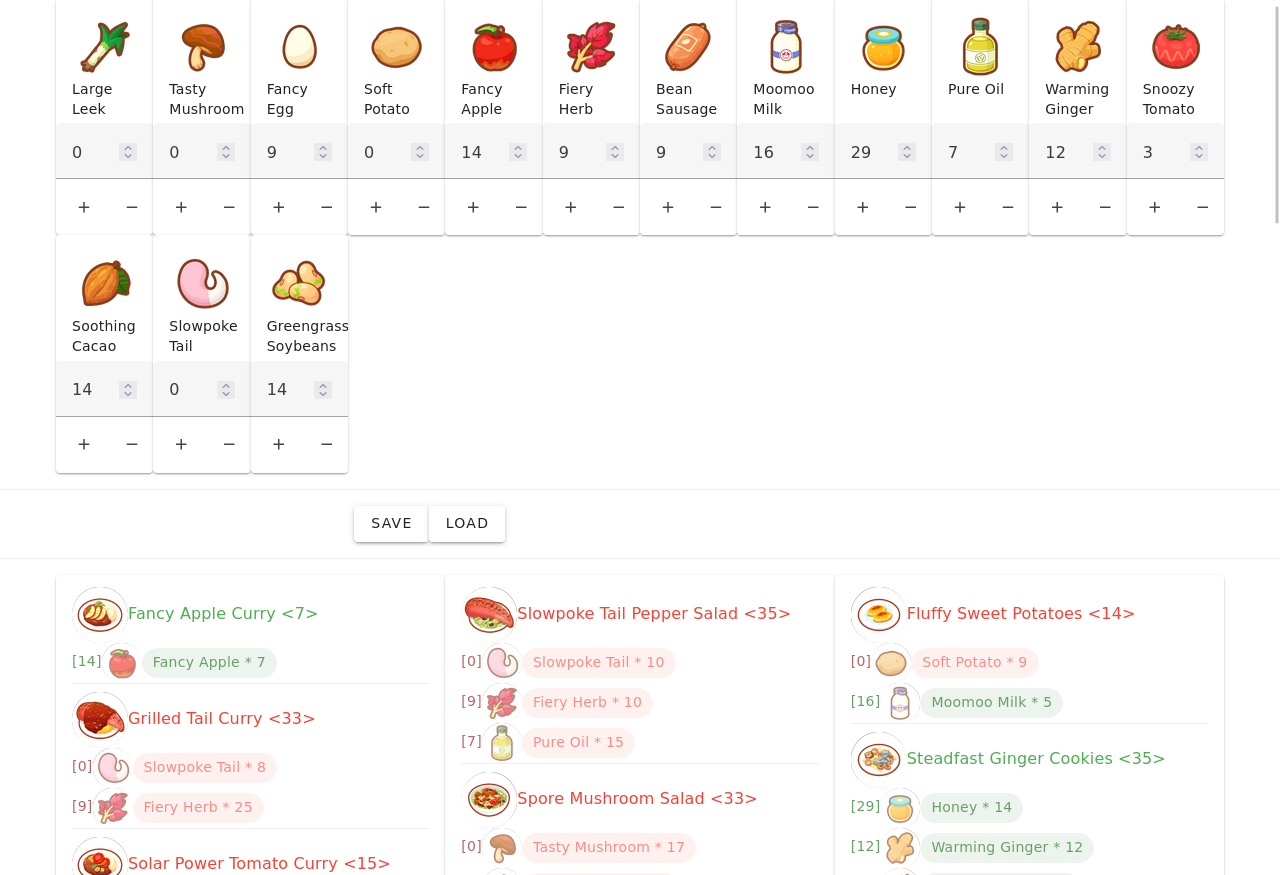 Large Leek
Tasty Mushroom
Fancy Egg
Soft Potato
Fancy Apple
Fiery Herb
Bean Sausage
Moomoo Milk
Honey
Pure Oil
Warming Ginger
Snoozy Tomato
0 0 9 0 14 9 9 16 29 7 12 3
+ − + − + − + − + − + − + − + − + − + − + − + −
Soothing Cacao
Slowpoke Tail
Greengrass Soybeans
14 0 14
+ − + − + −
SAVE LOAD
Fancy Apple Curry <7>
[14] Fancy Apple * 7
Grilled Tail Curry <33>
[0] Slowpoke Tail * 8
[9] Fiery Herb * 25
Solar Power Tomato Curry <15>
Slowpoke Tail Pepper Salad <35>
[0] Slowpoke Tail * 10
[9] Fiery Herb * 10
[7] Pure Oil * 15
Spore Mushroom Salad <33>
[0] Tasty Mushroom * 17
Fluffy Sweet Potatoes <14>
[0] Soft Potato * 9
[16] Moomoo Milk * 5
Steadfast Ginger Cookies <35>
[29] Honey * 14
[12] Warming Ginger * 12